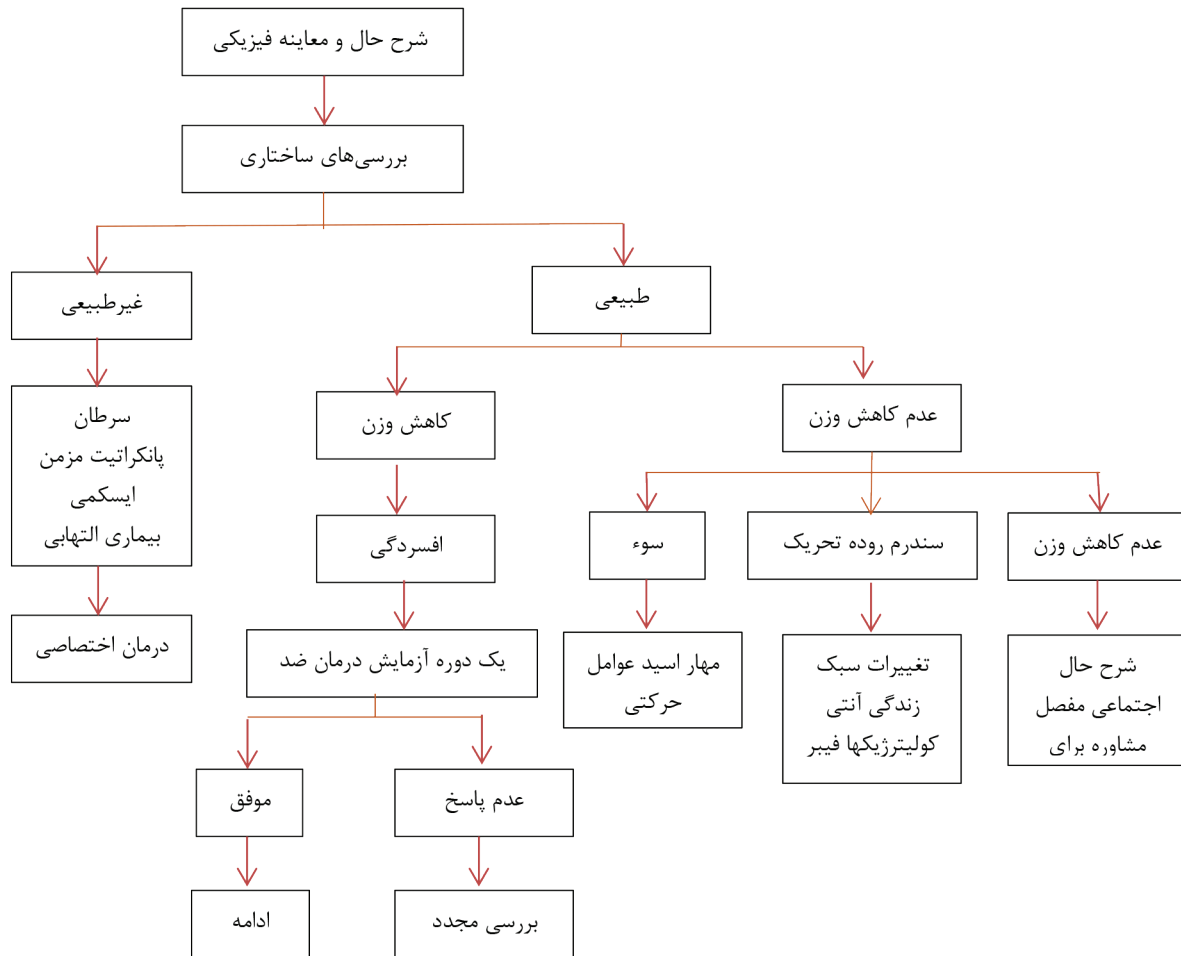 شرح حال و معاینه فیزیکی
بررسی‌های ساختاری
غیرطبیعی
طبیعی
سرطان
پانکراتیت مزمن
ایسکمی
بیماری التهابی
درمان اختصاصی
کاهش وزن
عدم کاهش وزن
افسردگی
سوء
سندرم روده تحریک
عدم کاهش وزن
یک دوره آزمایش درمان ضد
مهار اسید عوامل
حرکتی
تغییرات سبک
زندگی آنتی
کولیترژیکها فیبر
شرح حال
اجتماعی مفصل
مشاوره برای
موفق
عدم پاسخ
ادامه
بررسی مجدد